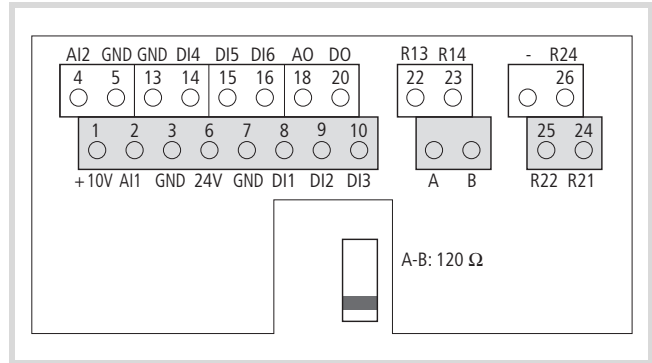 AI2 GND GND DI4 DI5 DI6 AO DO R13 R14 - R24
4 5 13 14 15 16 18 20 22 23 26
1 2 3 6 7 8 9 10 25 24
+10V AI1 GND 24V GND DI1 DI2 DI3 A B R22 R21
A-B: 120 Ω